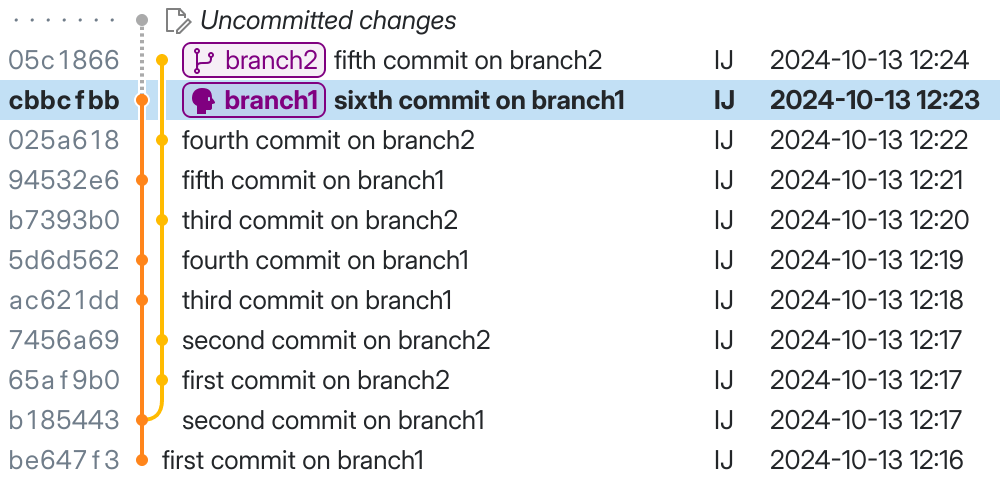 Uncommitted changes
05c1866 branch2 fifth commit on branch2 IJ 2024-10-13 12:24
cbbcfbb branch1 sixth commit on branch1 IJ 2024-10-13 12:23
025a618 fourth commit on branch2 IJ 2024-10-13 12:22
94532e6 fifth commit on branch1 IJ 2024-10-13 12:21
b7393b0 third commit on branch2 IJ 2024-10-13 12:20
5d6d562 fourth commit on branch1 IJ 2024-10-13 12:19
ac621dd third commit on branch1 IJ 2024-10-13 12:18
7456a69 second commit on branch2 IJ 2024-10-13 12:17
65af9b0 first commit on branch2 IJ 2024-10-13 12:17
b185443 second commit on branch1 IJ 2024-10-13 12:17
be647f3 first commit on branch1 IJ 2024-10-13 12:16